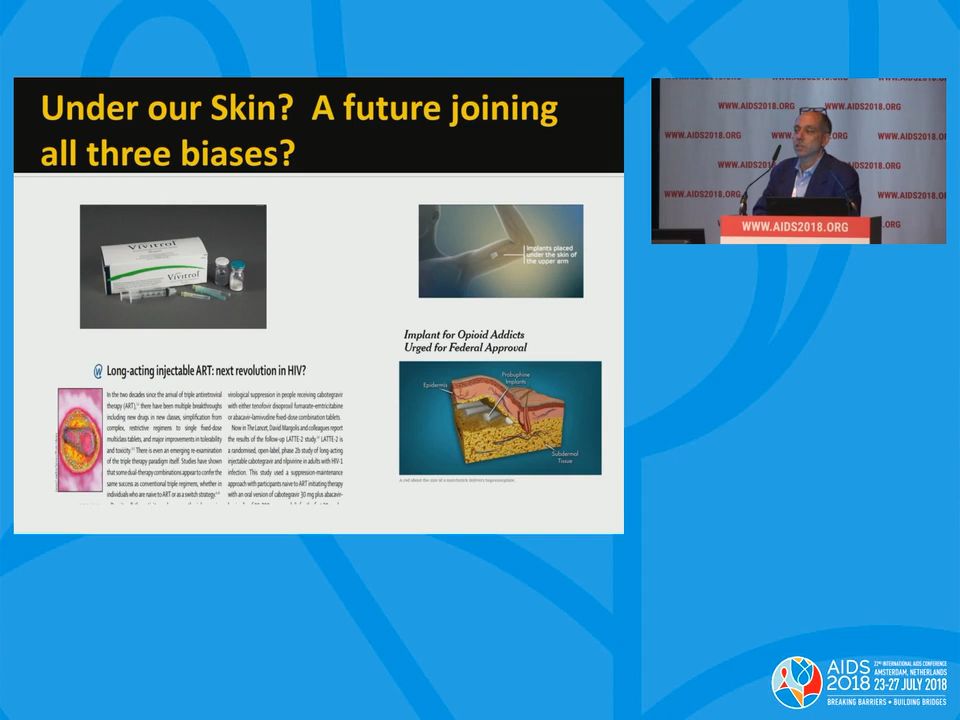 Under our Skin? A future joining
all three biases?
Vivitrol
Vivitrol
Implants placed
under the skin of
the upper arm
Implant for Opioid Addicts
Urged for Federal Approval
Epidermis
Probuphine
Implants
Subdermal
Tissue
Long-acting injectable ART: next revolution in HIV?
In the two decades since the arrival of triple antiretroviral
therapy (ART), there have been multiple breakthroughs
including new drugs in new classes, simplification from
complex, restrictive regimens to single fixed-dose
multiclass tablets, and major improvements in tolerability
and toxicity. There is even an emerging re-examination
of the triple therapy paradigm itself. Studies have shown
that some dual-therapy combinations appear to confer the
same success as conventional triple regimens, whether in
individuals who are naive to ART or as a switch strategy.
virological suppression in people receiving cabotegravir
with either tenofovir disoproxil fumarate-emtricitabine
or abacavir-lamivudine fixed-dose combination tablets.
Now in The Lancet, David Margolis and colleagues report
the results of the follow-up LATTE-2 study. LATTE-2 is
a randomised, open-label, phase 2b study of long-acting
injectable cabotegravir and rilpivirine in adults with HIV-1
infection. This study used a suppression-maintenance
approach with participants naive to ART initiating therapy
with an oral version of cabotegravir 30 mg plus abacavir-
WWW.AIDS2018.ORG
WWW.AIDS2018.ORG
WWW.AIDS2018.ORG
WWW.AIDS2018.ORG
WWW.AIDS2018.ORG
WWW.AIDS2018.ORG
WWW.AIDS2018.ORG
AIDS
2018
22ND INTERNATIONAL AIDS CONFERENCE
AMSTERDAM, NETHERLANDS
23-27 JULY 2018
BREAKING BARRIERS • BUILDING BRIDGES